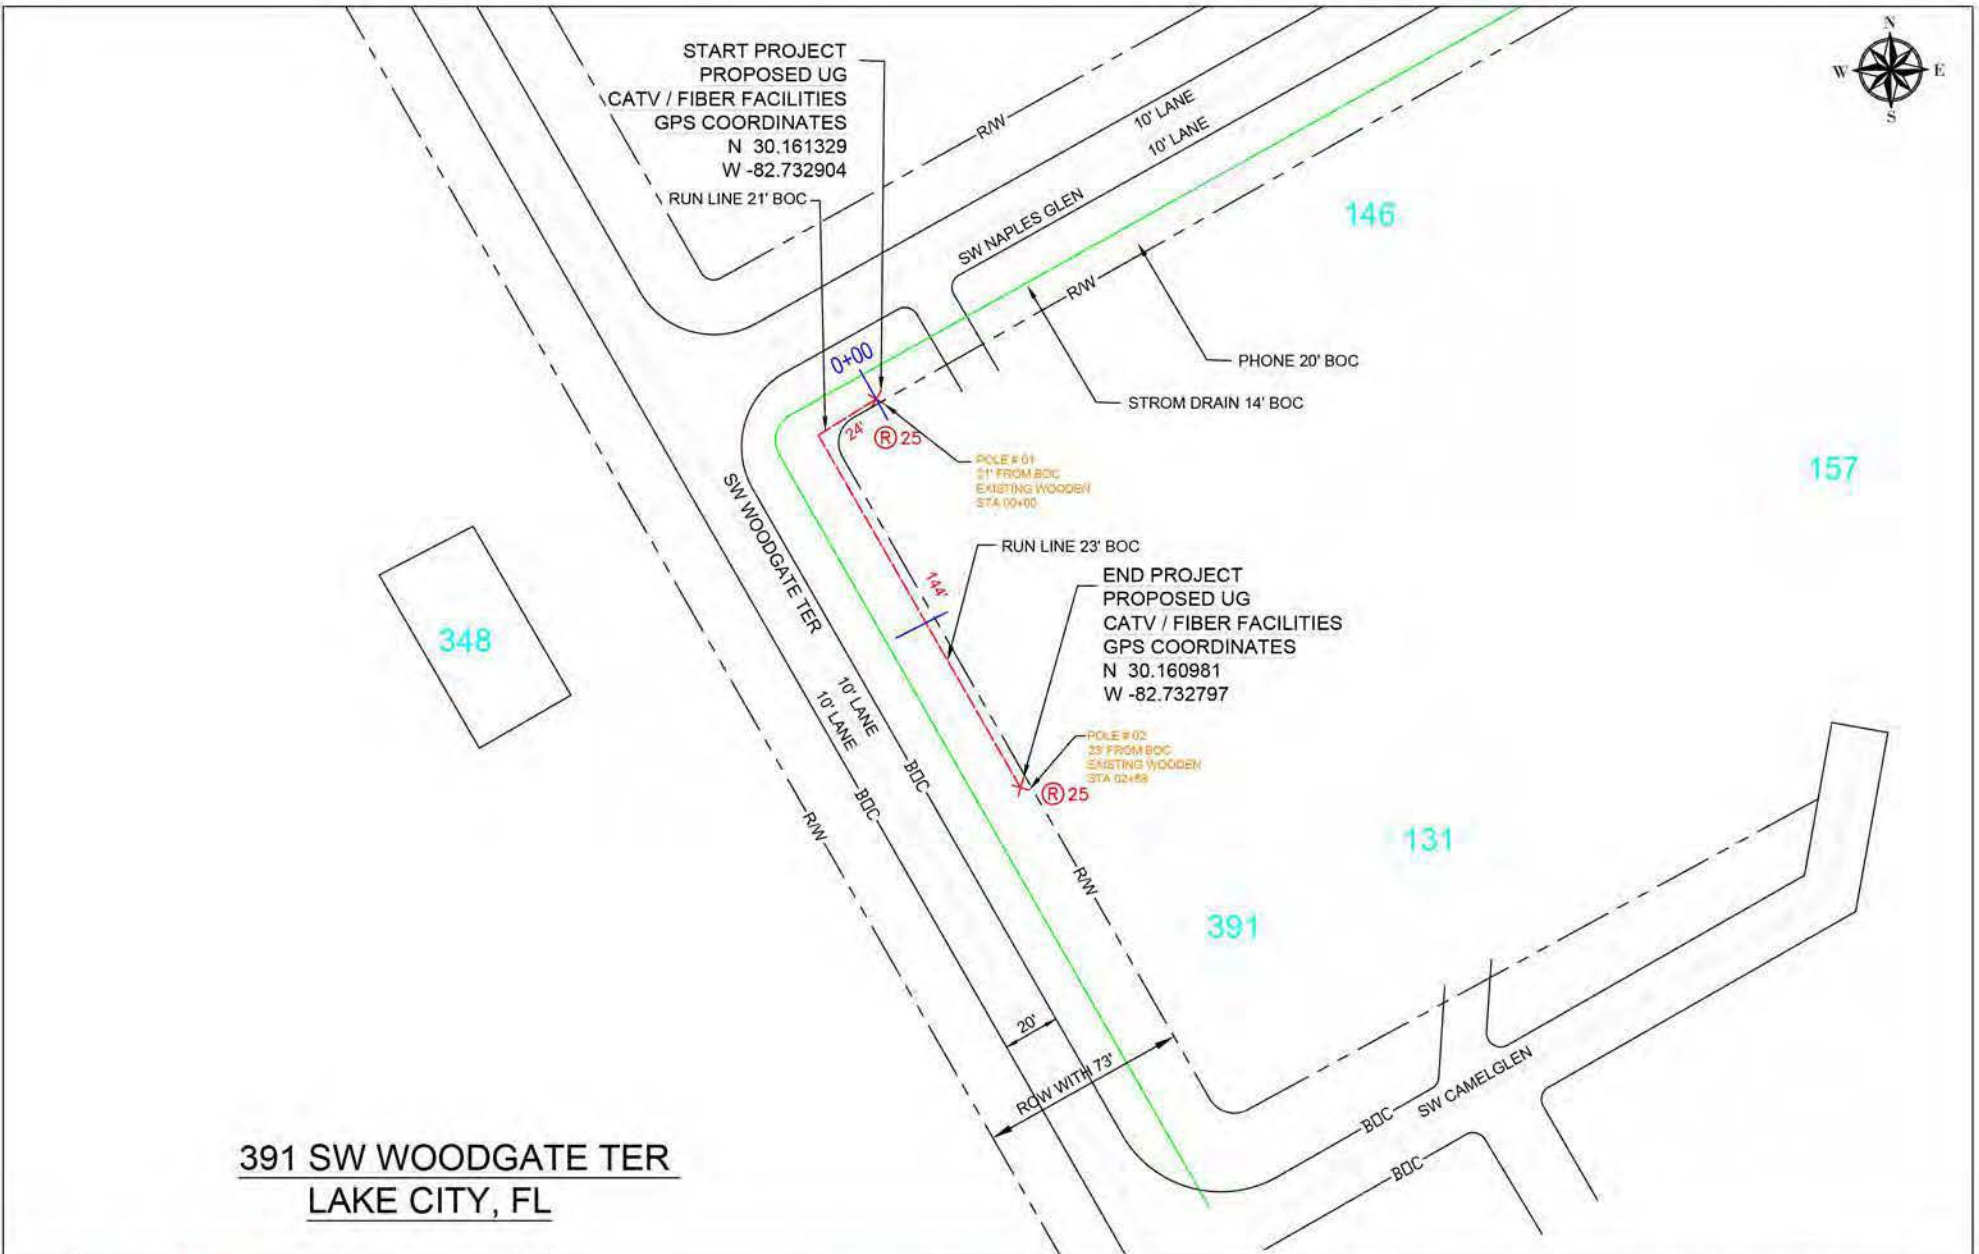 START PROJECT
PROPOSED UG
CATV / FIBER FACILITIES
GPS COORDINATES
N 30.161329
W -82.732904
RUN LINE 21' BOC
N
W
E
S
R/W
10' LANE
10' LANE
SW NAPLES GLEN
R/W
146
PHONE 20' BOC
STROM DRAIN 14' BOC
0+00
24'
R 25
POLE # 01
21' FROM BOC
EXISTING WOODEN
STA 00+00
157
SW WOODGATE TER
RUN LINE 23' BOC
144'
END PROJECT
PROPOSED UG
CATV / FIBER FACILITIES
GPS COORDINATES
N 30.160981
W -82.732797
348
10' LANE
10' LANE
BOC
BOC
R/W
POLE # 02
23' FROM BOC
EXISTING WOODEN
STA
R 25
R/W
131
391
20'
ROW WITH 73'
BOC
SW CAMELGLEN
BOC
391 SW WOODGATE TER
LAKE CITY, FL